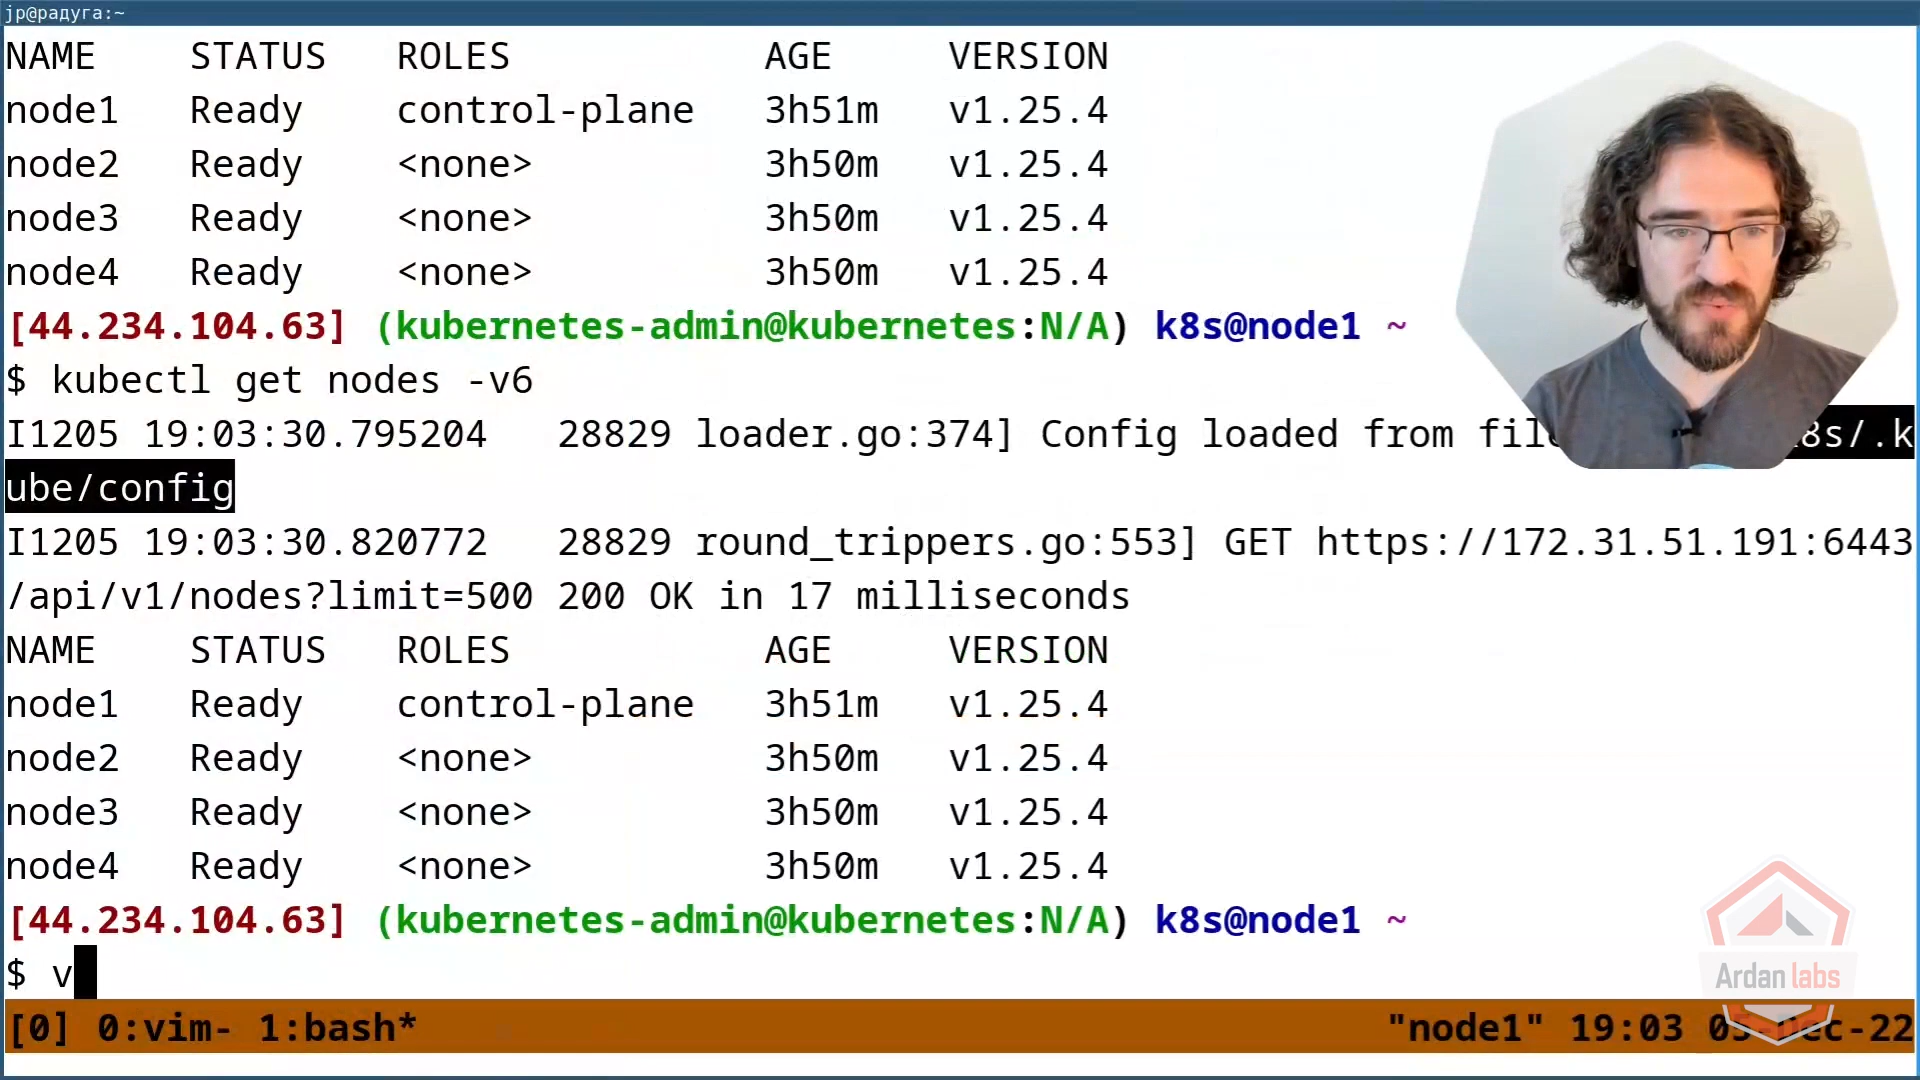 jp@радуга:~
NAME STATUS ROLES AGE VERSION
node1 Ready control-plane 3h51m v1.25.4
node2 Ready <none> 3h50m v1.25.4
node3 Ready <none> 3h50m v1.25.4
node4 Ready <none> 3h50m v1.25.4
[44.234.104.63] (kubernetes-admin@kubernetes:N/A) k8s@node1 ~
$ kubectl get nodes -v6
I1205 19:03:30.795204 28829 loader.go:374] Config loaded from fil 8s/.k
ube/config
I1205 19:03:30.820772 28829 round_trippers.go:553] GET https://172.31.51.191:6443
/api/v1/nodes?limit=500 200 OK in 17 milliseconds
NAME STATUS ROLES AGE VERSION
node1 Ready control-plane 3h51m v1.25.4
node2 Ready <none> 3h50m v1.25.4
node3 Ready <none> 3h50m v1.25.4
node4 Ready <none> 3h50m v1.25.4
[44.234.104.63] (kubernetes-admin@kubernetes:N/A) k8s@node1 ~
$ v
Ardan labs
[0] 0:vim- 1:bash* "node1" 19:03 05-Dec-22